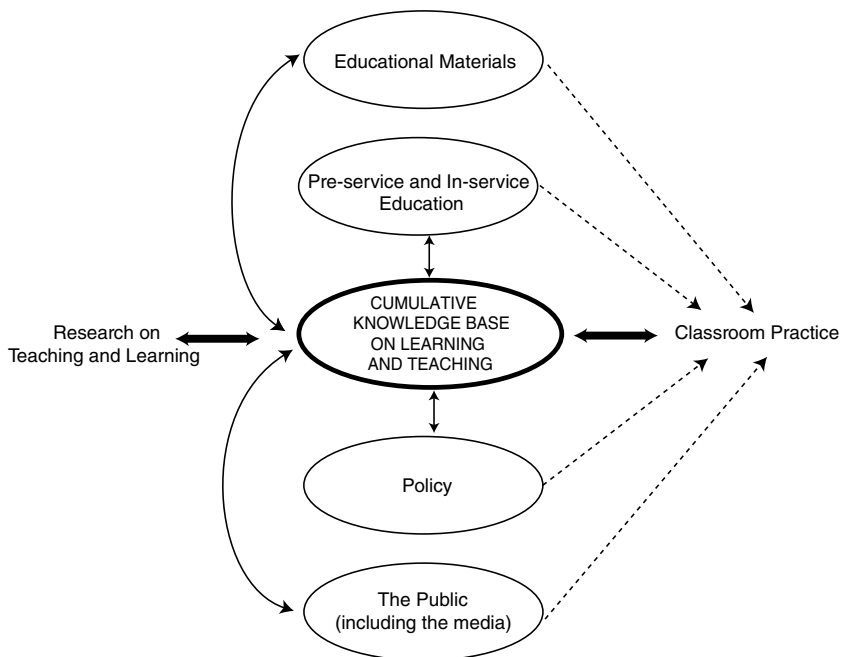 Educational Materials
Pre-service and In-service
Education
CUMULATIVE
KNOWLEDGE BASE
ON LEARNING
AND TEACHING
Research on
Teaching and Learning
Classroom Practice
Policy
The Public
(including the media)